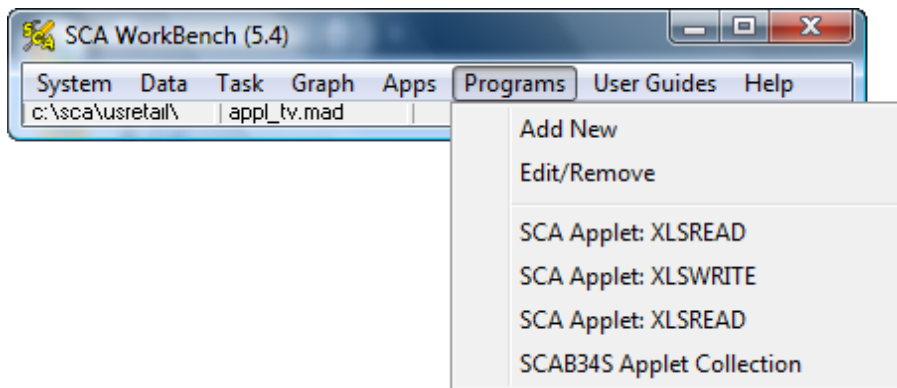 SCA WorkBench (5.4)
System Data Task Graph Apps Programs User Guides Help
c:\sca\usretail\ appl_tv.mad
Add New
Edit/Remove
SCA Applet: XLSREAD
SCA Applet: XLSWRITE
SCA Applet: XLSREAD
SCAB34S Applet Collection